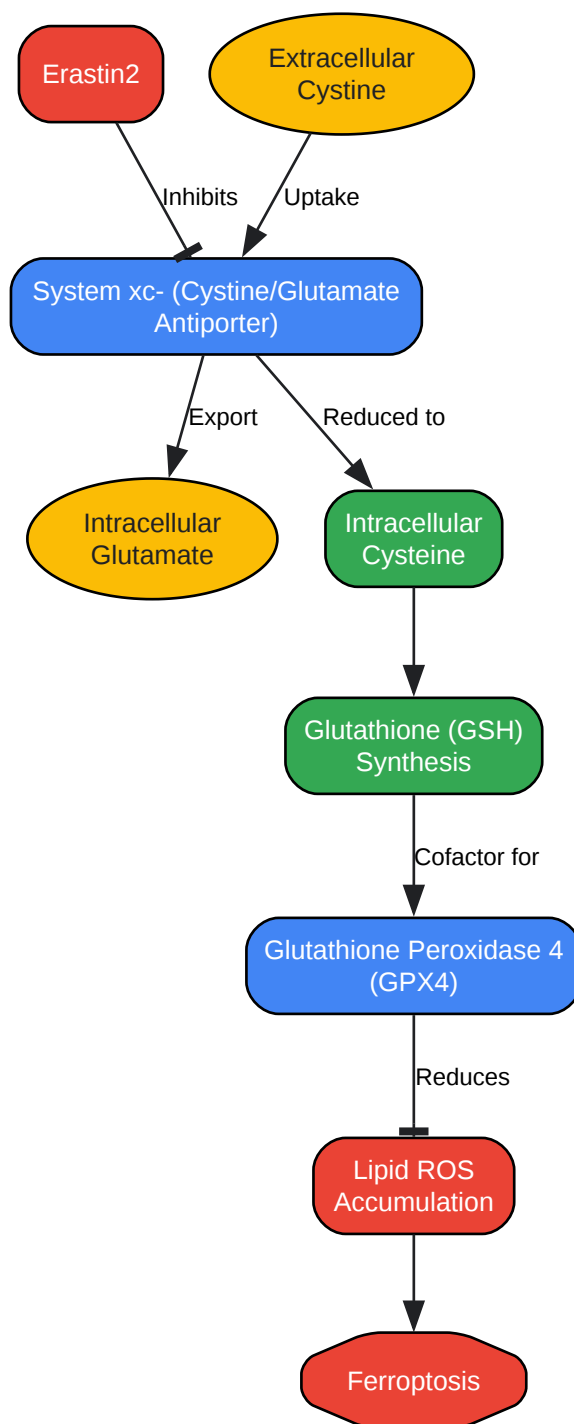 Erastin2
Extracellular
Cystine
Inhibits
Uptake
System xc- (Cystine/Glutamate
Antiporter)
Export
Reduced to
Intracellular
Glutamate
Intracellular
Cysteine
Glutathione (GSH)
Synthesis
Cofactor for
Glutathione Peroxidase 4
(GPX4)
Reduces
Lipid ROS
Accumulation
Ferroptosis